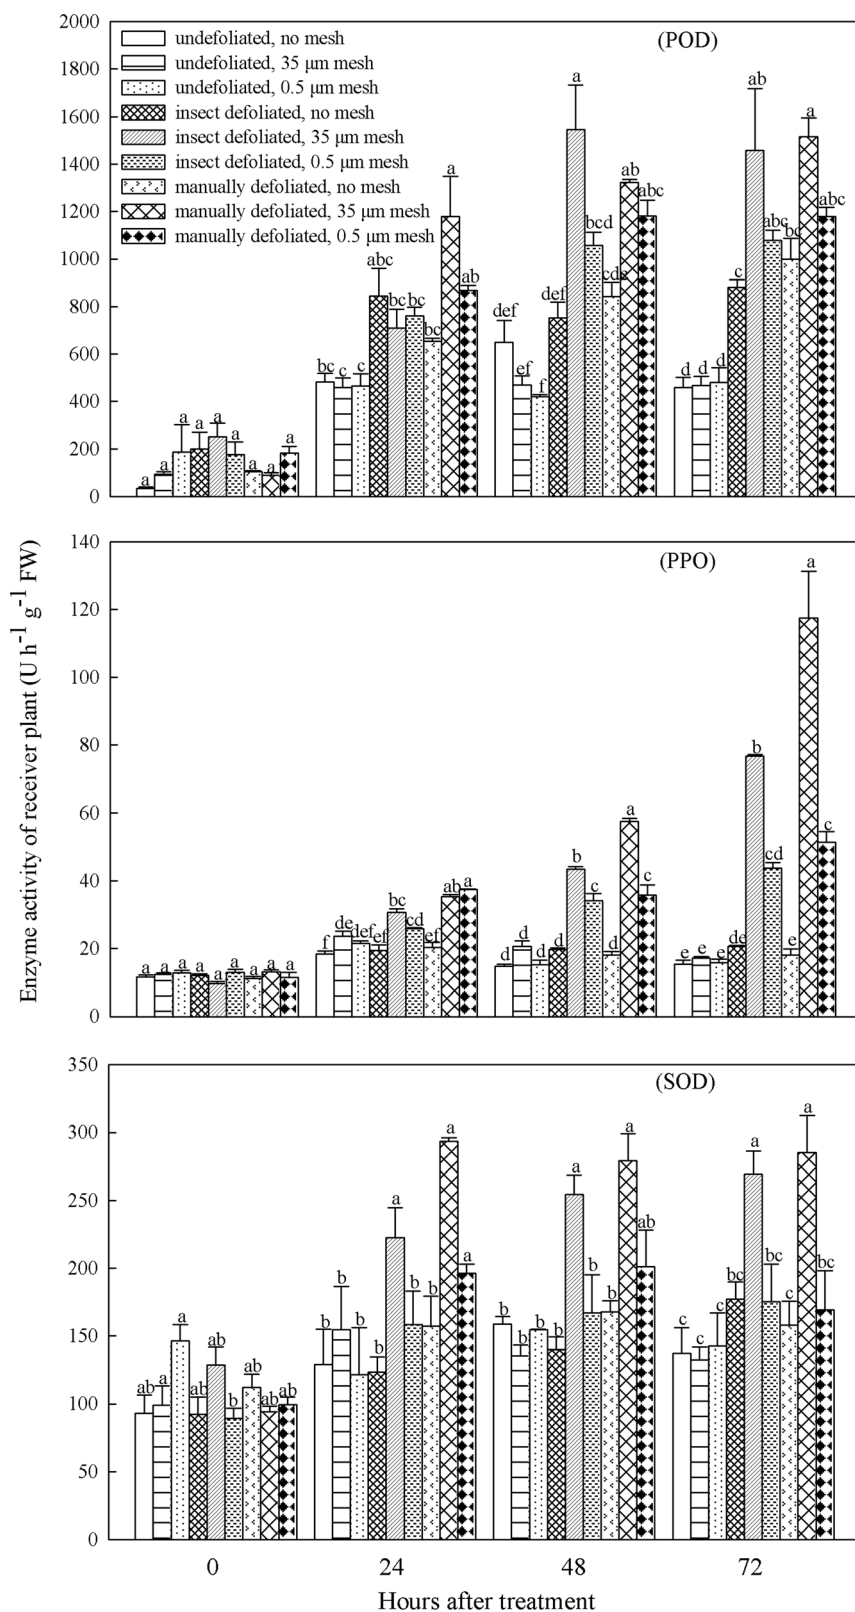 2000
1800
1600
1400
1200
1000
800
600
400
200
0
(POD)
undefoliated, no mesh
undefoliated, 35 μm mesh
undefoliated, 0.5 μm mesh
insect defoliated, no mesh
insect defoliated, 35 μm mesh
insect defoliated, 0.5 μm mesh
manually defoliated, no mesh
manually defoliated, 35 μm mesh
manually defoliated, 0.5 μm mesh
a a a a a a a a a
bc c c abc bc bc bc a ab
def ef f def a bcd cde ab abc
d d d c ab abc bc a abc
Enzyme activity of receiver plant (U h⁻¹ g⁻¹ FW)
140
120
100
80
60
40
20
0
(PPO)
a a a a a a a a a
f de def ef bc cd ef ab a
d d d d b c d a c
e e e de b cd e a c
350
300
250
200
150
100
50
0
(SOD)
ab a a ab ab b ab ab ab
b b b b a b b a a
b b b b a b b a ab
c c c bc a bc c a bc
0 24 48 72
Hours after treatment